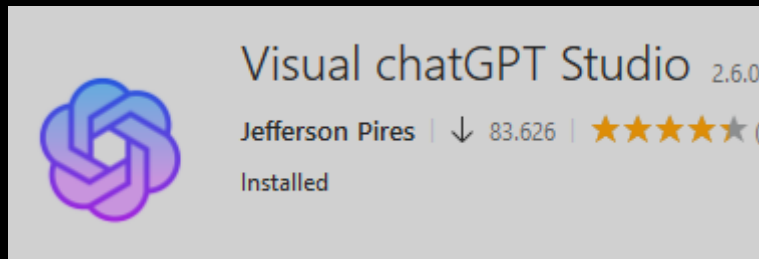 Visual chatGPT Studio 2.6.0
Jefferson Pires | ↓ 83.626 | ★★★★★ (
Installed